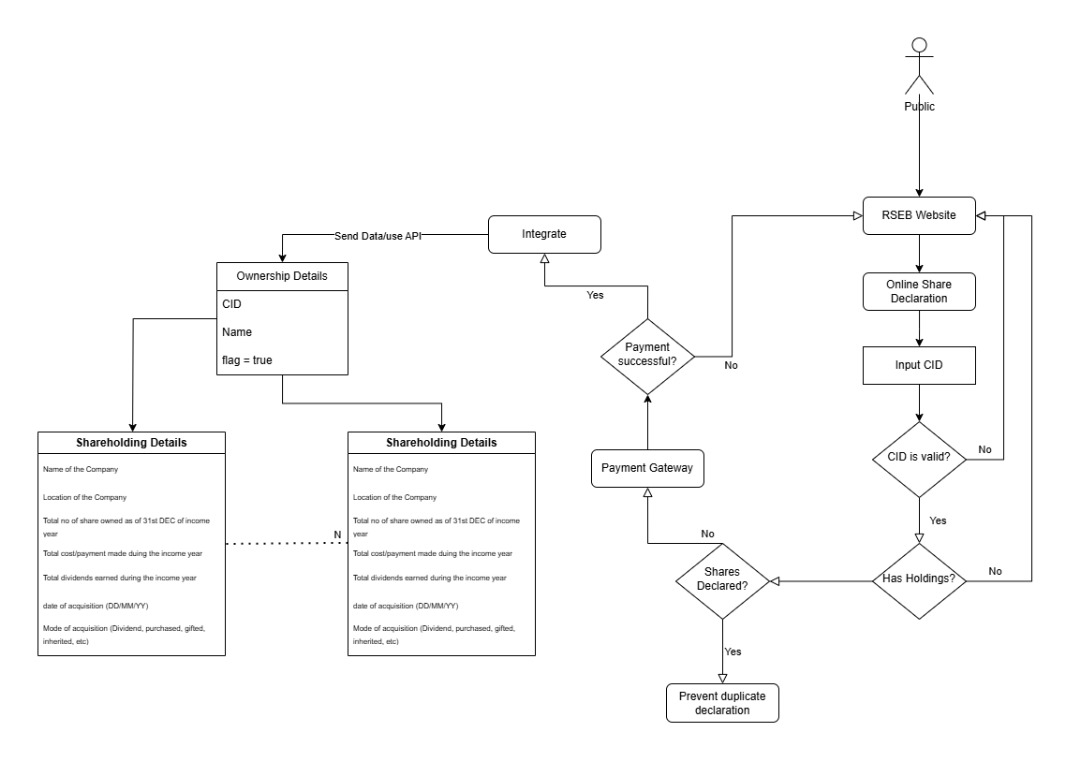 Public
RSEB Website
Online Share
Declaration
Input CID
CID is valid?
No
Yes
Has Holdings?
No
Shares
Declared?
No
Yes
Prevent duplicate
declaration
Payment Gateway
Payment
successful?
No
Yes
Integrate
Send Data/use API
Ownership Details
CID
Name
flag = true
Shareholding Details
Name of the Company
Location of the Company
Total no of share owned as of 31st DEC of income
year
Total cost/payment made duing the income year
Total dividends earned during the income year
date of acquisition (DD/MM/YY)
Mode of acquisition (Dividend, purchased, gifted,
inherited, etc)
N
Shareholding Details
Name of the Company
Location of the Company
Total no of share owned as of 31st DEC of income
year
Total cost/payment made duing the income year
Total dividends earned during the income year
date of acquisition (DD/MM/YY)
Mode of acquisition (Dividend, purchased, gifted,
inherited, etc)